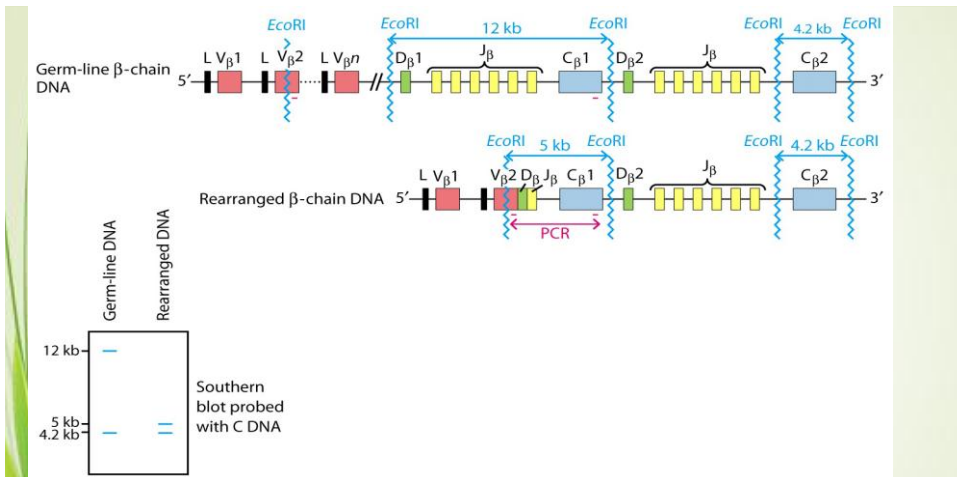 EcoRI
EcoRI 12 kb EcoRI
EcoRI 4.2 kb EcoRI
L Vβ1 L Vβ2 L Vβn Dβ1 Jβ Cβ1 Dβ2 Jβ Cβ2
Germ-line β-chain
DNA
5′ 3′
EcoRI 5 kb EcoRI
EcoRI 4.2 kb EcoRI
L Vβ1 Vβ2 Dβ Jβ Cβ1 Dβ2 Jβ Cβ2
Rearranged β-chain DNA 5′ 3′
PCR
Germ-line DNA
Rearranged DNA
12 kb
5 kb
4.2 kb
Southern
blot probed
with C DNA